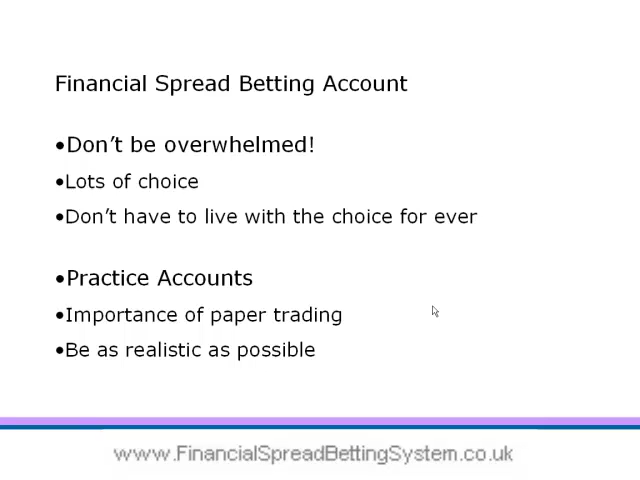 Financial Spread Betting Account
•Don't be overwhelmed!
•Lots of choice
•Don't have to live with the choice for ever
•Practice Accounts
•Importance of paper trading
•Be as realistic as possible
www.FinancialSpreadBettingSystem.co.uk